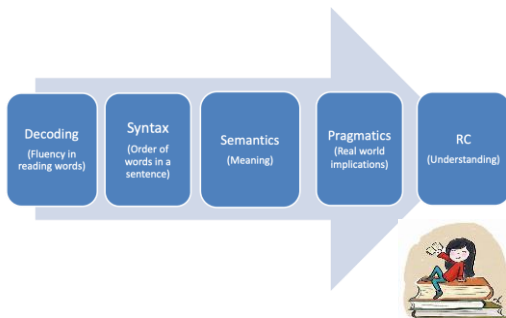 Decoding
(Fluency in
reading words)
Syntax
(Order of
words in a
sentence)
Semantics
(Meaning)
Pragmatics
(Real world
implications)
RC
(Understanding)